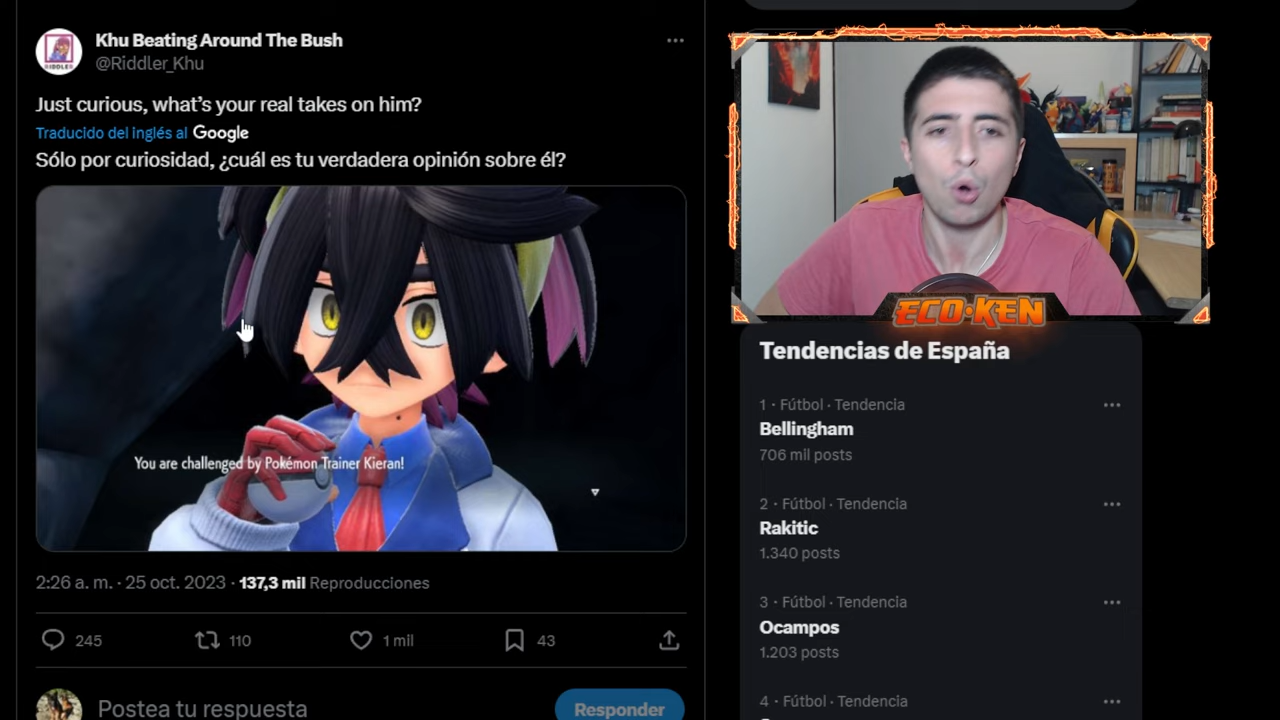 Khu Beating Around The Bush
@Riddler_Khu
Just curious, what's your real takes on him?
Traducido del inglés al Google
Sólo por curiosidad, ¿cuál es tu verdadera opinión sobre él?
RIDDLER
You are challenged by Pokémon Trainer Kieran!
2:26 a. m. · 25 oct. 2023 · 137,3 mil Reproducciones
245
110
1 mil
43
Postea tu respuesta
Responder
ECO·KEN
Tendencias de España
1 · Fútbol · Tendencia
Bellingham
706 mil posts
2 · Fútbol · Tendencia
Rakitic
1.340 posts
3 · Fútbol · Tendencia
Ocampos
1.203 posts
4 · Fútbol · Tendencia